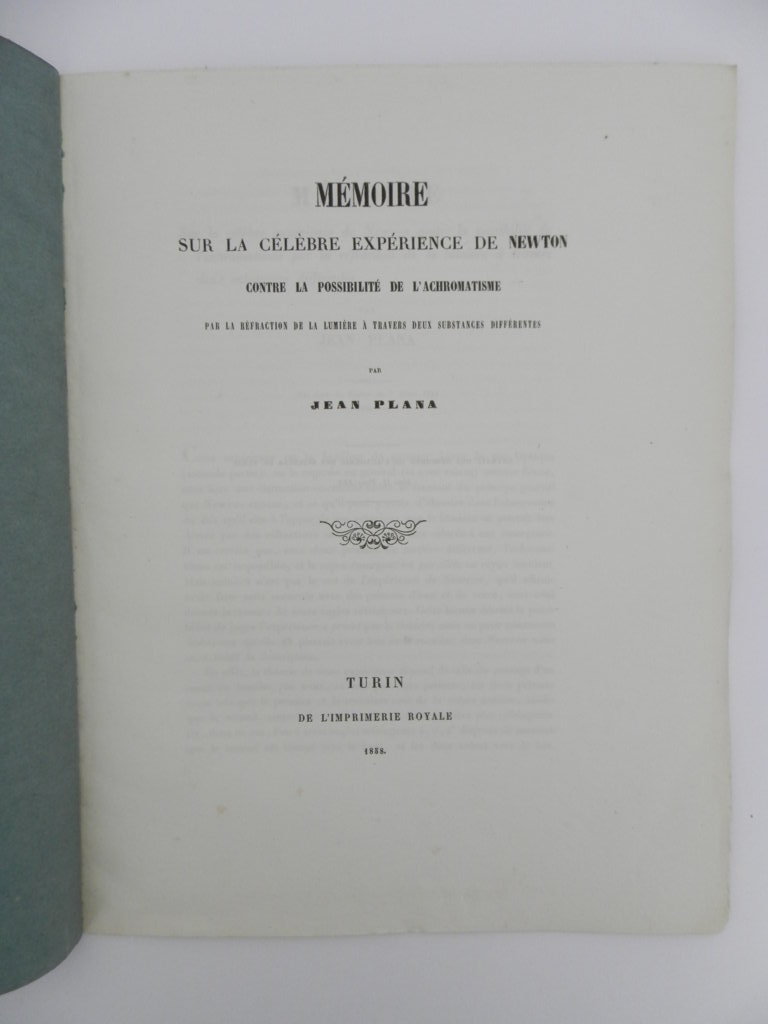 MÉMOIRE
SUR LA CÉLÈBRE EXPÉRIENCE DE NEWTON
CONTRE LA POSSIBILITÉ DE L'ACHROMATISME
PAR LA RÉFRACTION DE LA LUMIÈRE À TRAVERS DEUX SUBSTANCES DIFFÉRENTES
PAR
JEAN PLANA
TURIN
DE L'IMPRIMERIE ROYALE
1858.